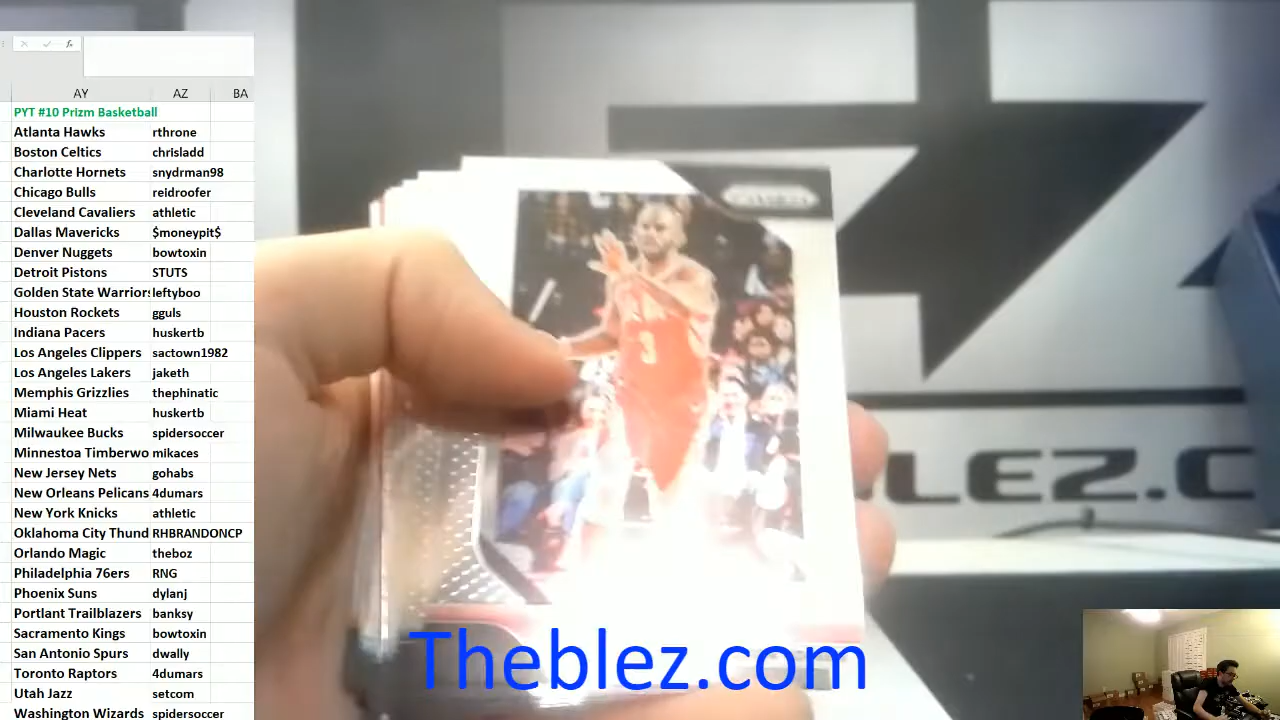 AY AZ BA
PYT #10 Prizm Basketball
Atlanta Hawks rthrone
Boston Celtics chrisladd
Charlotte Hornets snydrman98
Chicago Bulls reidroofer
Cleveland Cavaliers athletic
Dallas Mavericks $moneypit$
Denver Nuggets bowtoxin
Detroit Pistons STUTS
Golden State Warriors leftyboo
Houston Rockets gguls
Indiana Pacers huskertb
Los Angeles Clippers sactown1982
Los Angeles Lakers jaketh
Memphis Grizzlies thephinatic
Miami Heat huskertb
Milwaukee Bucks spidersoccer
Minnestoa Timberwo mikaces
New Jersey Nets gohabs
New Orleans Pelicans 4dumars
New York Knicks athletic
Oklahoma City Thund RHBRANDONCP
Orlando Magic theboz
Philadelphia 76ers RNG
Phoenix Suns dylanj
Portlant Trailblazers banksy
Sacramento Kings bowtoxin
San Antonio Spurs dwally
Toronto Raptors 4dumars
Utah Jazz setcom
Washington Wizards spidersoccer
PRIZM
3
LEZ.C
Theblez.com